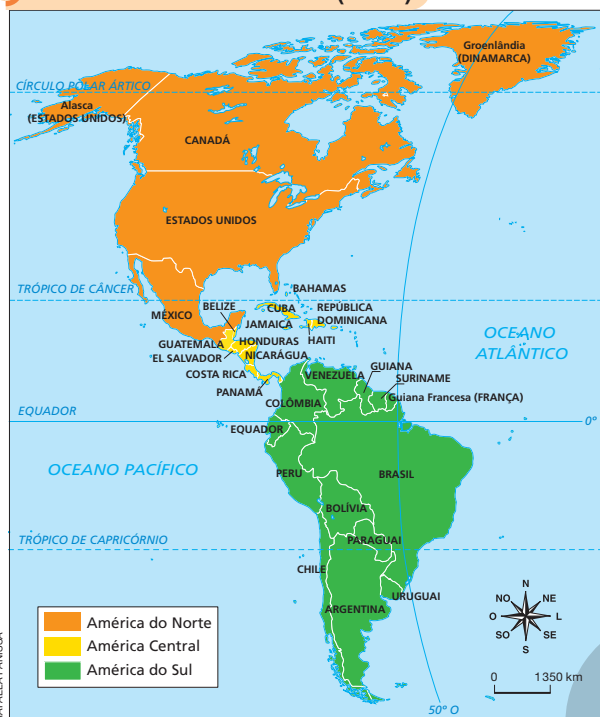 Groenlândia
(DINAMARCA)
CÍRCULO POLAR ÁRTICO
Alasca
(ESTADOS UNIDOS)
CANADÁ
ESTADOS UNIDOS
TRÓPICO DE CÂNCER
BAHAMAS
MÉXICO
BELIZE
CUBA
REPÚBLICA
DOMINICANA
JAMAICA
HAITI
GUATEMALA
HONDURAS
EL SALVADOR
NICARÁGUA
COSTA RICA
PANAMÁ
OCEANO
ATLÂNTICO
VENEZUELA
GUIANA
SURINAME
Guiana Francesa (FRANÇA)
COLÔMBIA
EQUADOR
0°
EQUADOR
OCEANO PACÍFICO
PERU
BRASIL
BOLÍVIA
TRÓPICO DE CAPRICÓRNIO
PARAGUAI
CHILE
URUGUAI
ARGENTINA
N
NO
NE
O
L
SO
SE
S
América do Norte
América Central
América do Sul
0
1 350 km
50° O